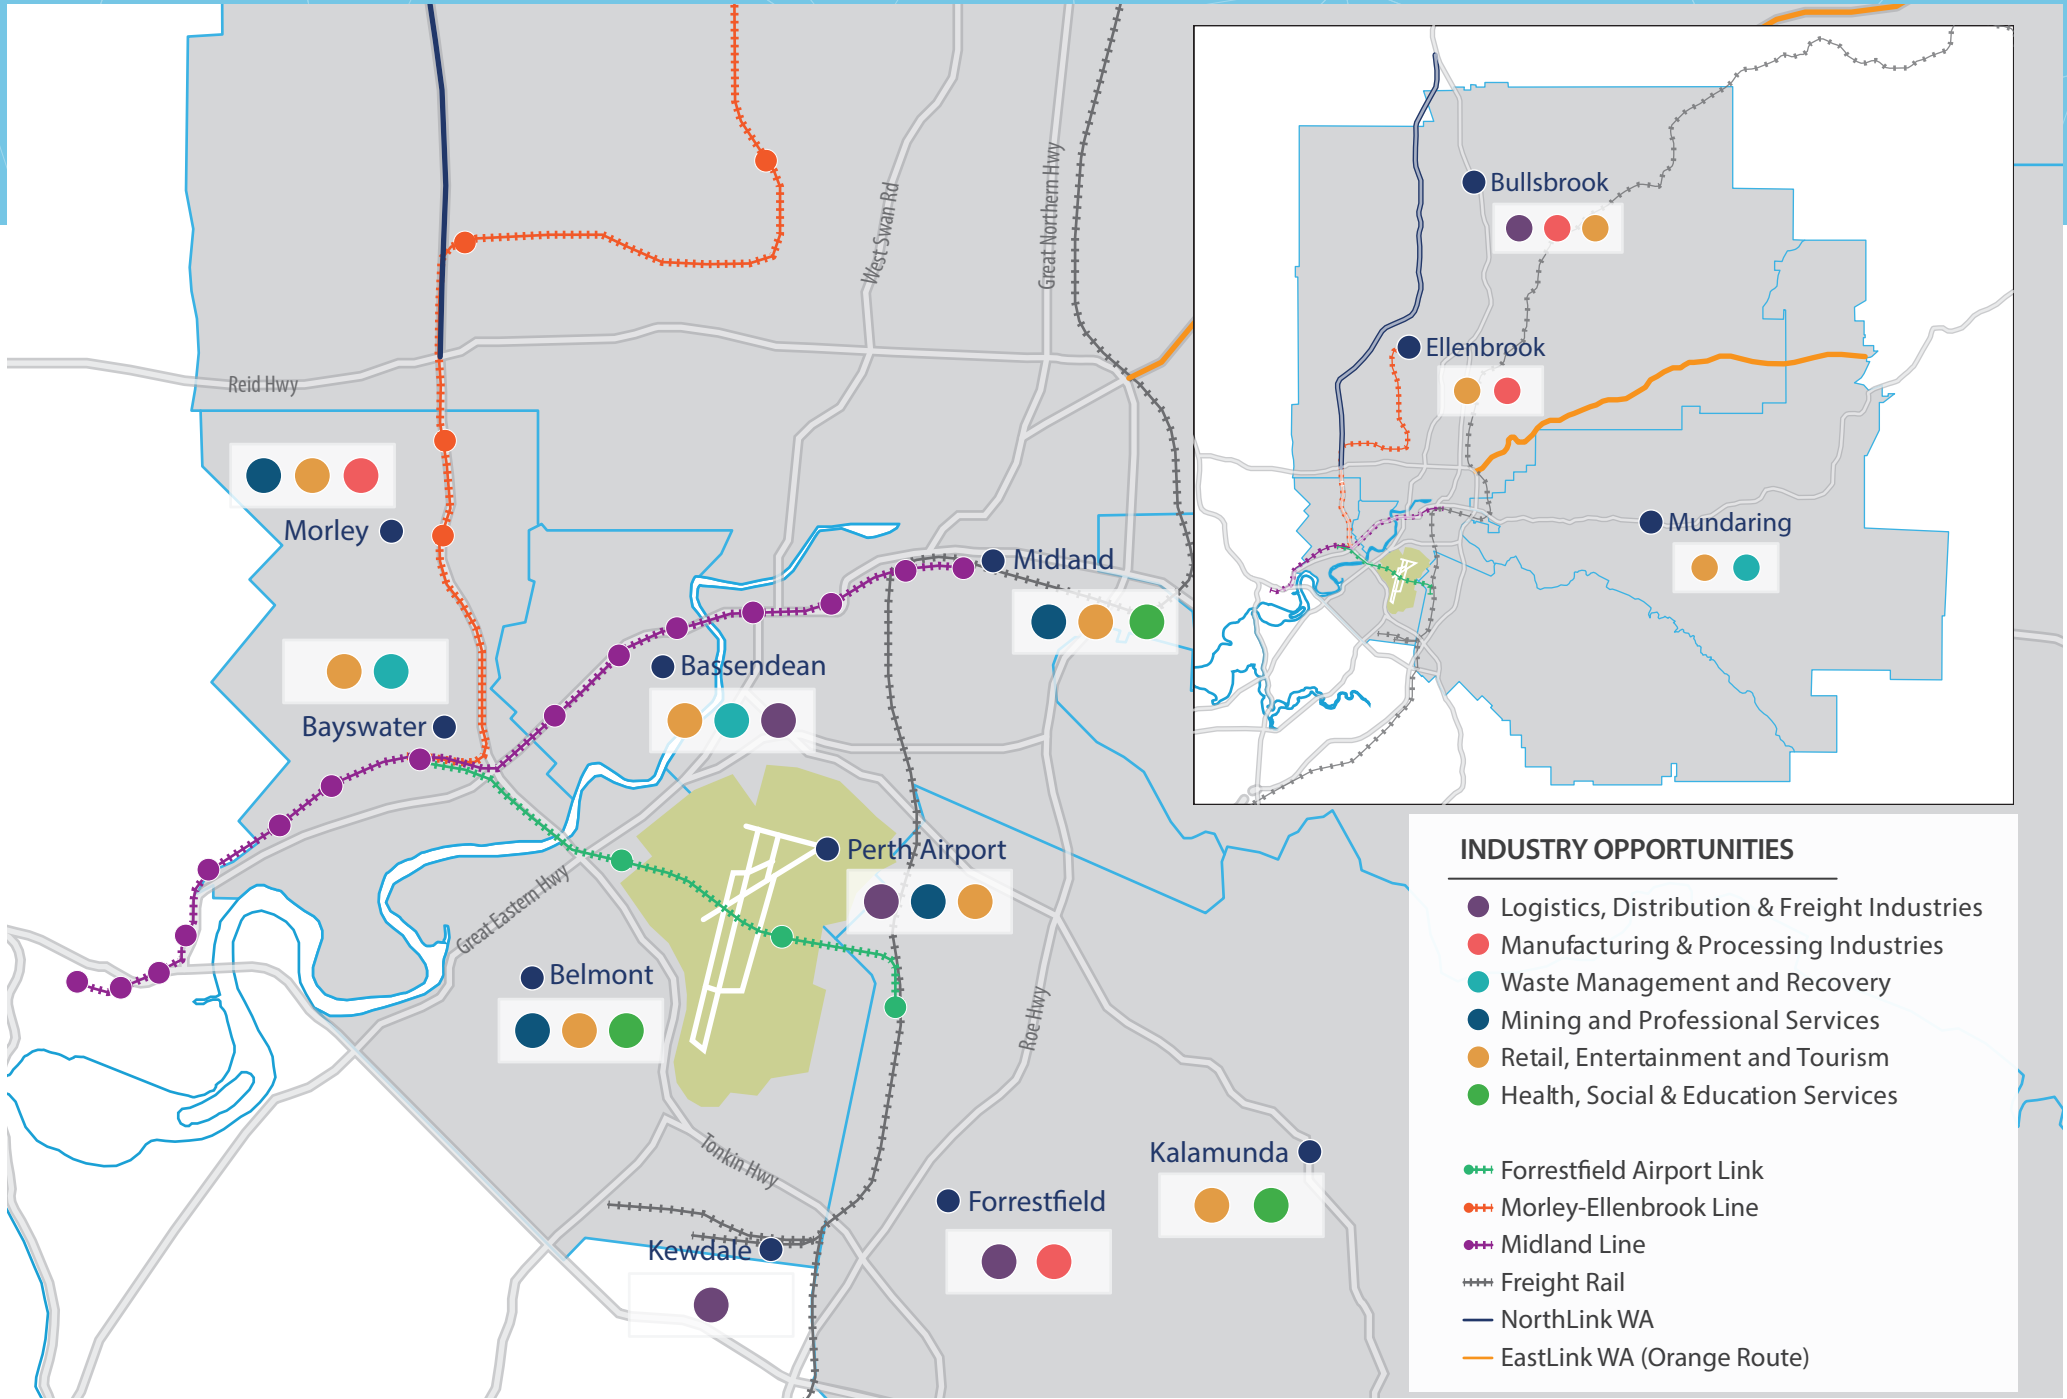 West Swan Rd
Great Northern Hwy
Reid Hwy
Morley
Midland
Bassendean
Bayswater
Perth Airport
Great Eastern Hwy
Belmont
Roe Hwy
Tonkin Hwy
Kalamunda
Forrestfield
Kewdale
Bullsbrook
Ellenbrook
Mundaring
INDUSTRY OPPORTUNITIES
Logistics, Distribution & Freight Industries
Manufacturing & Processing Industries
Waste Management and Recovery
Mining and Professional Services
Retail, Entertainment and Tourism
Health, Social & Education Services
Forrestfield Airport Link
Morley-Ellenbrook Line
Midland Line
Freight Rail
NorthLink WA
EastLink WA (Orange Route)